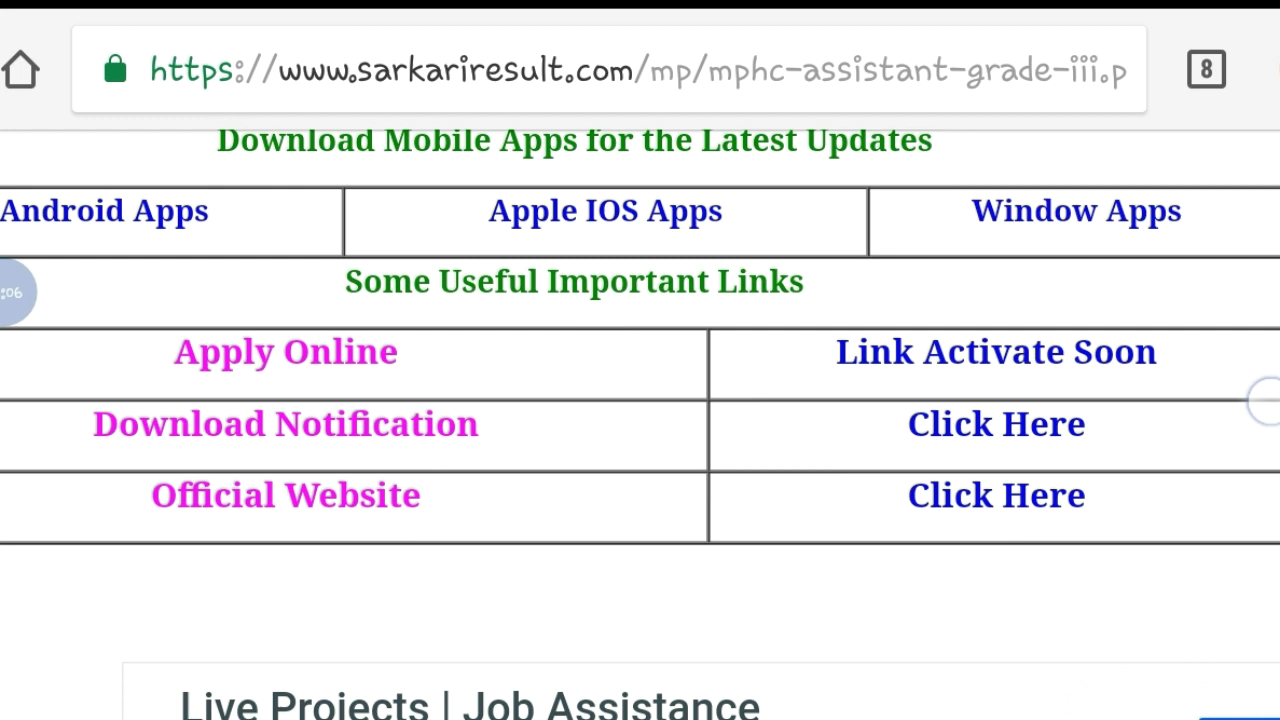 https://www.sarkariresult.com/mp/mphc-assistant-grade-iii.p
8
Download Mobile Apps for the Latest Updates
Android Apps Apple IOS Apps Window Apps
:06
Some Useful Important Links
Apply Online Link Activate Soon
Download Notification Click Here
Official Website Click Here
Live Projects | Job Assistance